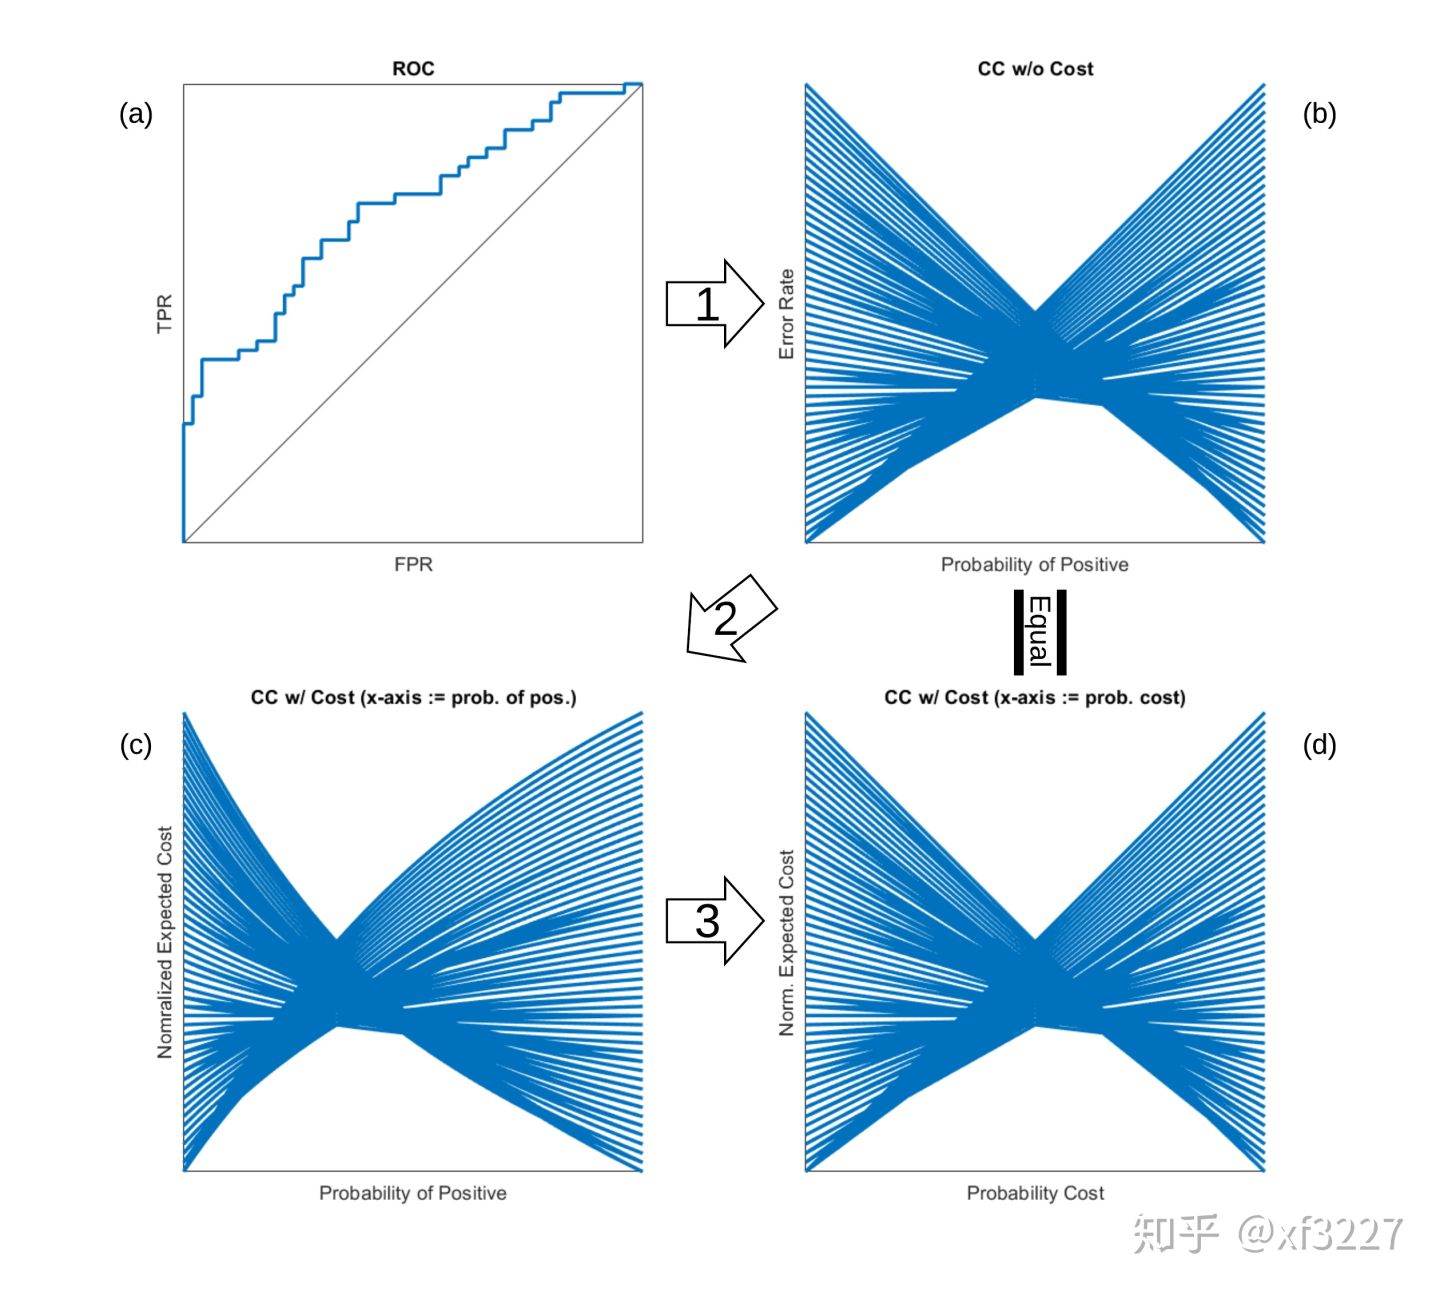 ROC
CC w/o Cost
(a)
(b)
TPR
1
Error Rate
FPR
Probability of Positive
2
Equal
CC w/ Cost (x-axis := prob. of pos.)
CC w/ Cost (x-axis := prob. cost)
(c)
(d)
Nomralized Expected Cost
3
Norm. Expected Cost
Probability of Positive
Probability Cost
知乎 @xf3227